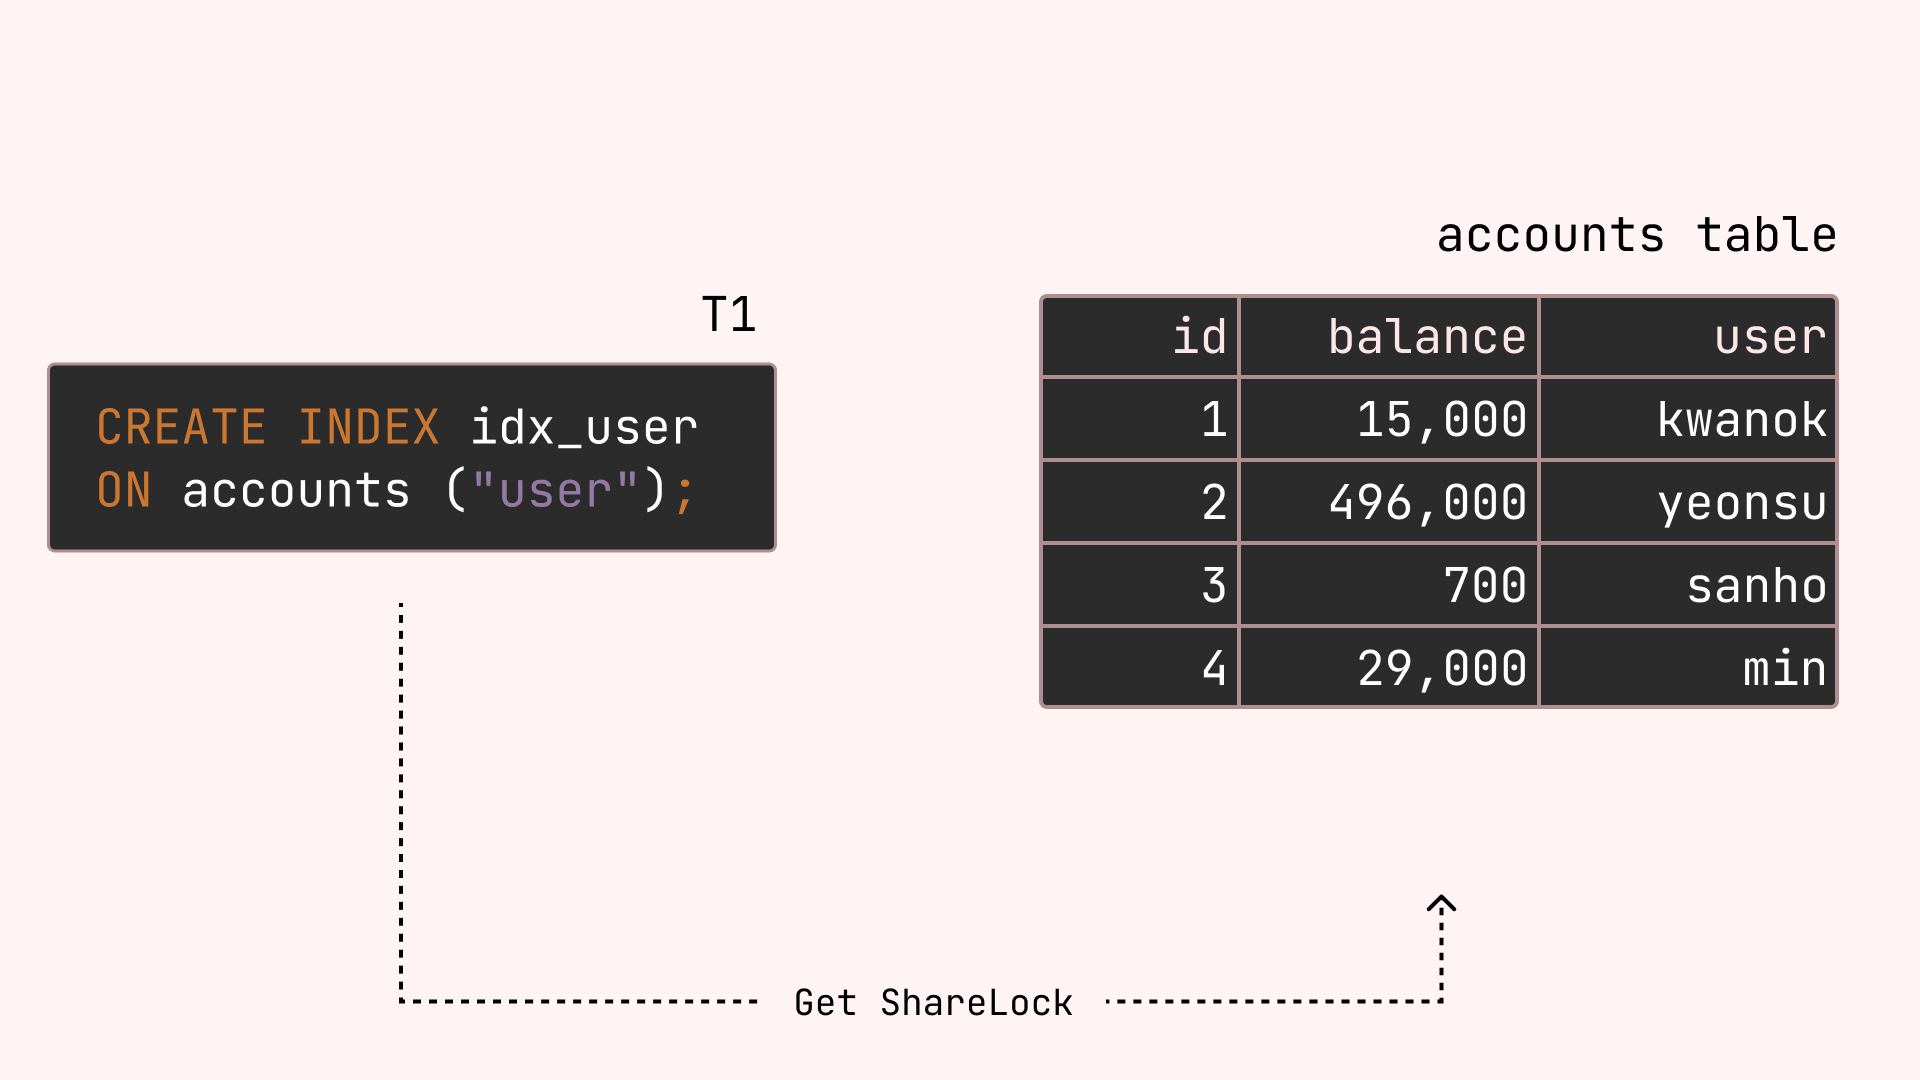 T1
CREATE INDEX idx_user
ON accounts ("user");
accounts table
id balance user
1 15,000 kwanok
2 496,000 yeonsu
3 700 sanho
4 29,000 min
Get ShareLock